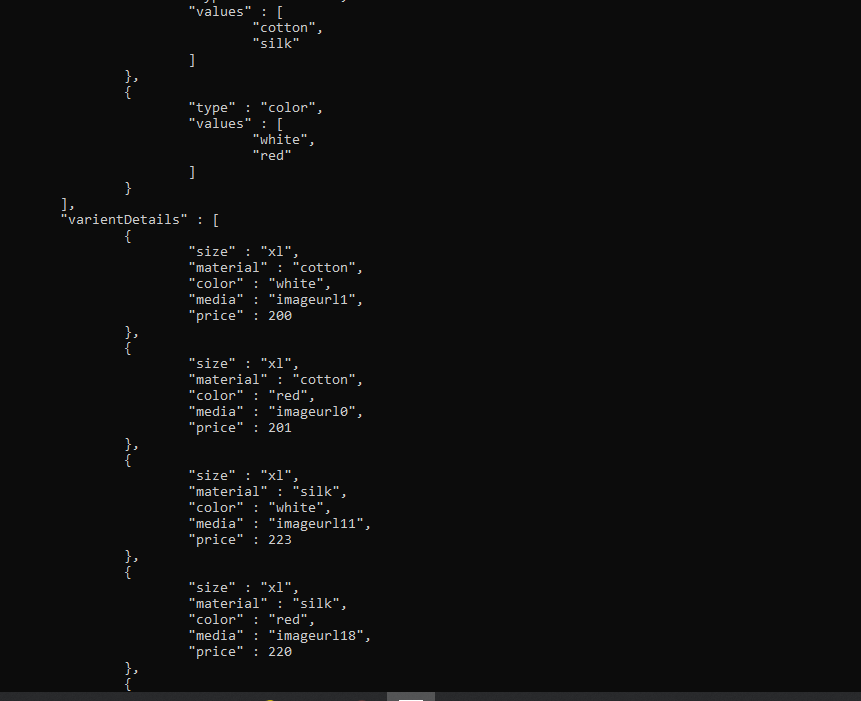 "values" : [
"cotton",
"silk"
]
},
{
"type" : "color",
"values" : [
"white",
"red"
]
}
],
"varientDetails" : [
{
"size" : "xl",
"material" : "cotton",
"color" : "white",
"media" : "imageurl1",
"price" : 200
},
{
"size" : "xl",
"material" : "cotton",
"color" : "red",
"media" : "imageurl0",
"price" : 201
},
{
"size" : "xl",
"material" : "silk",
"color" : "white",
"media" : "imageurl11",
"price" : 223
},
{
"size" : "xl",
"material" : "silk",
"color" : "red",
"media" : "imageurl18",
"price" : 220
},
{